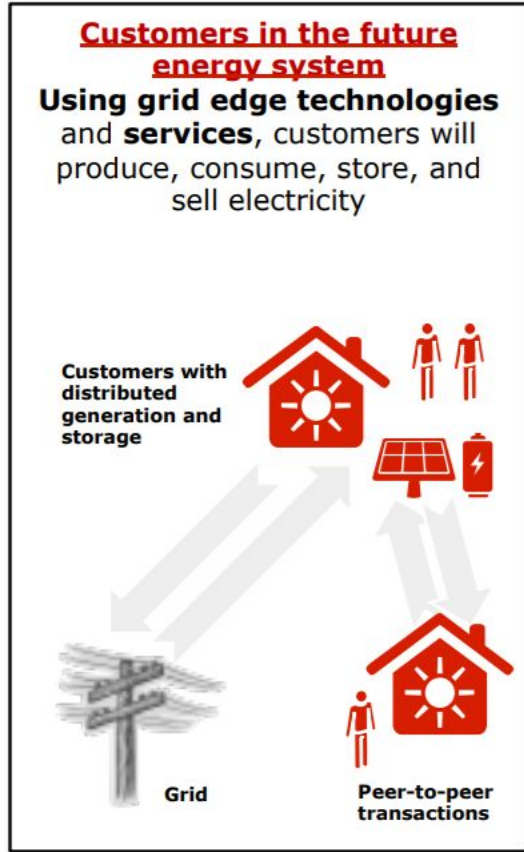 Customers in the future
energy system
Using grid edge technologies
and services, customers will
produce, consume, store, and
sell electricity
Customers with
distributed
generation and
storage
Grid
Peer-to-peer
transactions